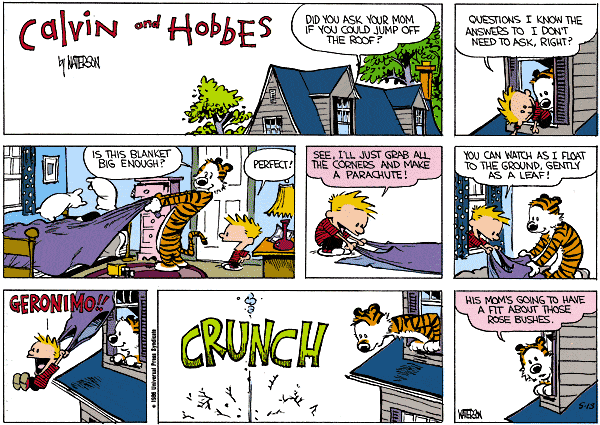 Calvin and Hobbes
by WATERSON
DID YOU ASK YOUR MOM
IF YOU COULD JUMP OFF
THE ROOF?
QUESTIONS I KNOW THE
ANSWERS TO I DON'T
NEED TO ASK, RIGHT?
IS THIS BLANKET
BIG ENOUGH?
PERFECT!
SEE, I'LL JUST GRAB ALL
THE CORNERS AND MAKE
A PARACHUTE!
YOU CAN WATCH AS I FLOAT
TO THE GROUND, GENTLY
AS A LEAF!
GERONIMO!!
© 1986 Universal Press Syndicate
CRUNCH
HIS MOM'S GOING TO HAVE
A FIT ABOUT THOSE
ROSE BUSHES.
WATERSON
5-13